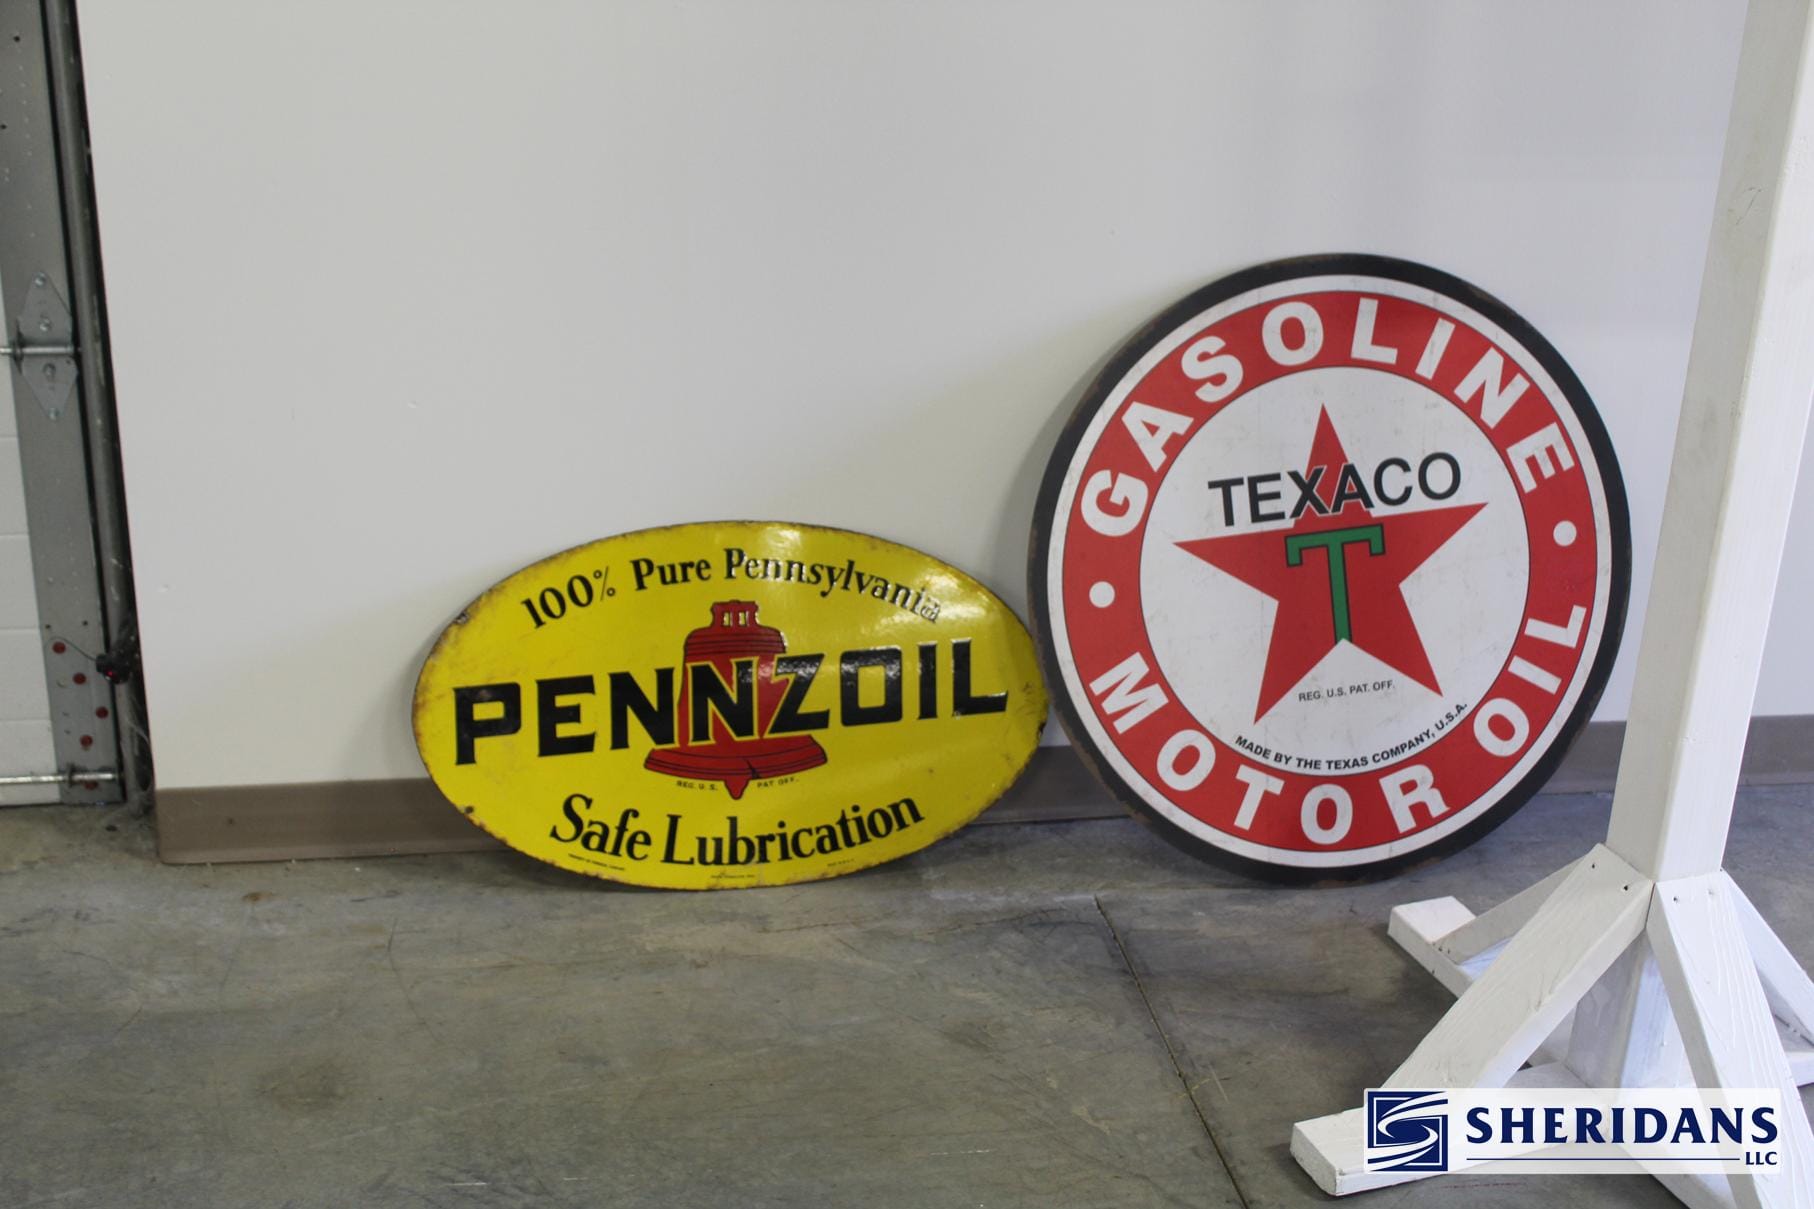 100% Pure Pennsylvania
PENNZOIL
REG. U.S. PAT. OFF.
Safe Lubrication
GASOLINE
TEXACO
T
REG. U.S. PAT. OFF.
MADE BY THE TEXAS COMPANY, U.S.A.
MOTOR OIL
SHERIDANS
LLC